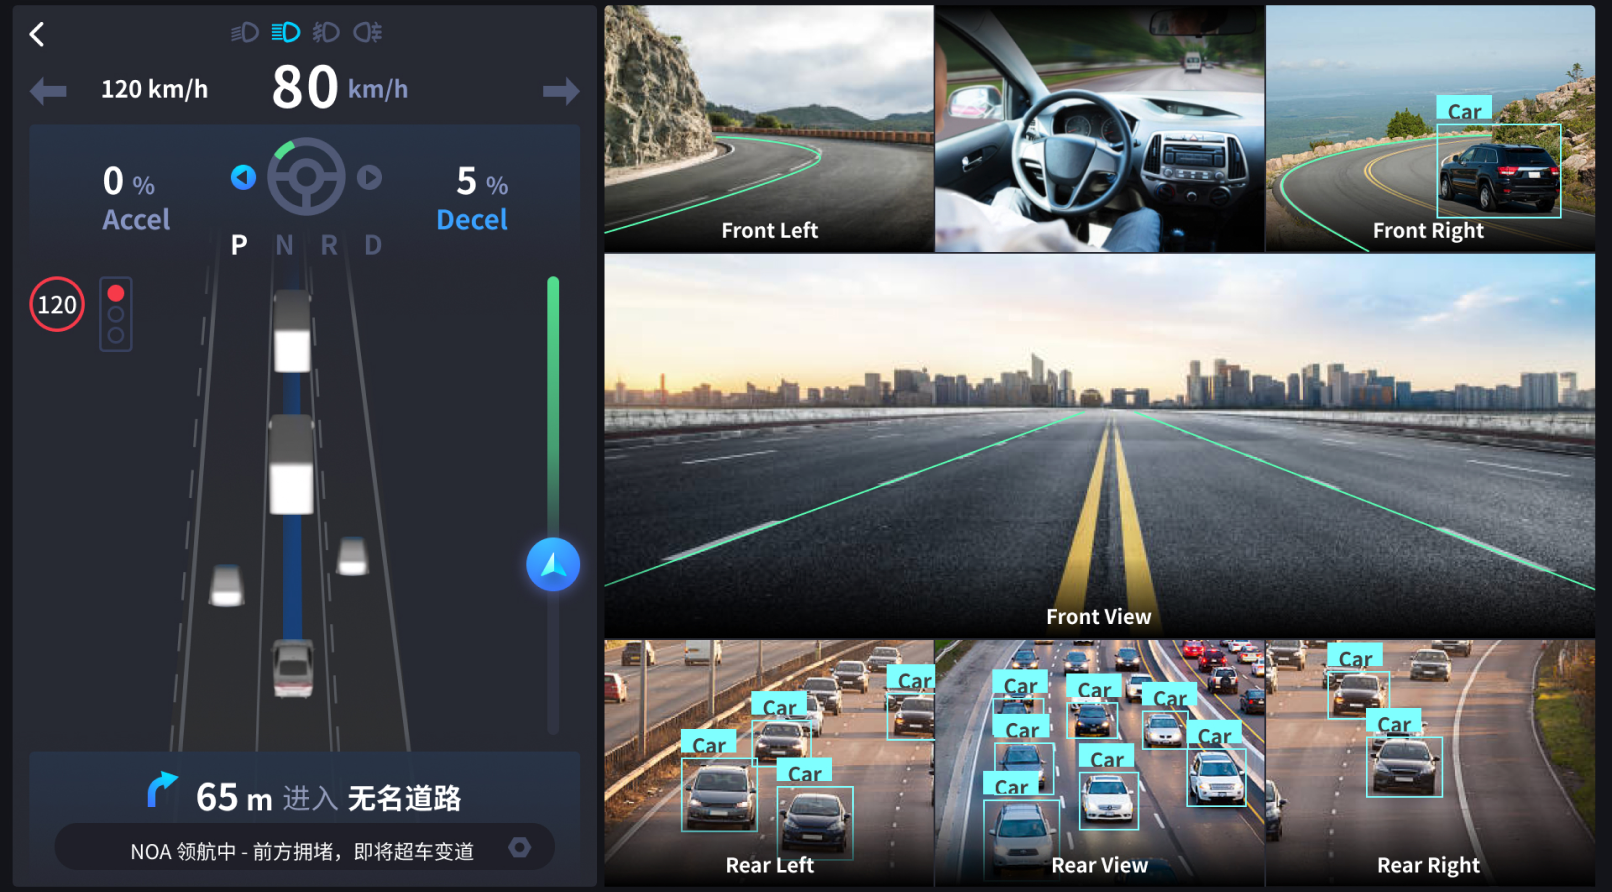 120 km/h
80 km/h
0 %
Accel
5 %
Decel
P N R D
120
65 m 进入 无名道路
NOA 领航中 - 前方拥堵，即将超车变道
Front Left
Car
Front Right
Front View
Car
Car
Car
Car
Rear Left
Car
Car
Car
Car
Car
Car
Car
Rear View
Car
Car
Rear Right